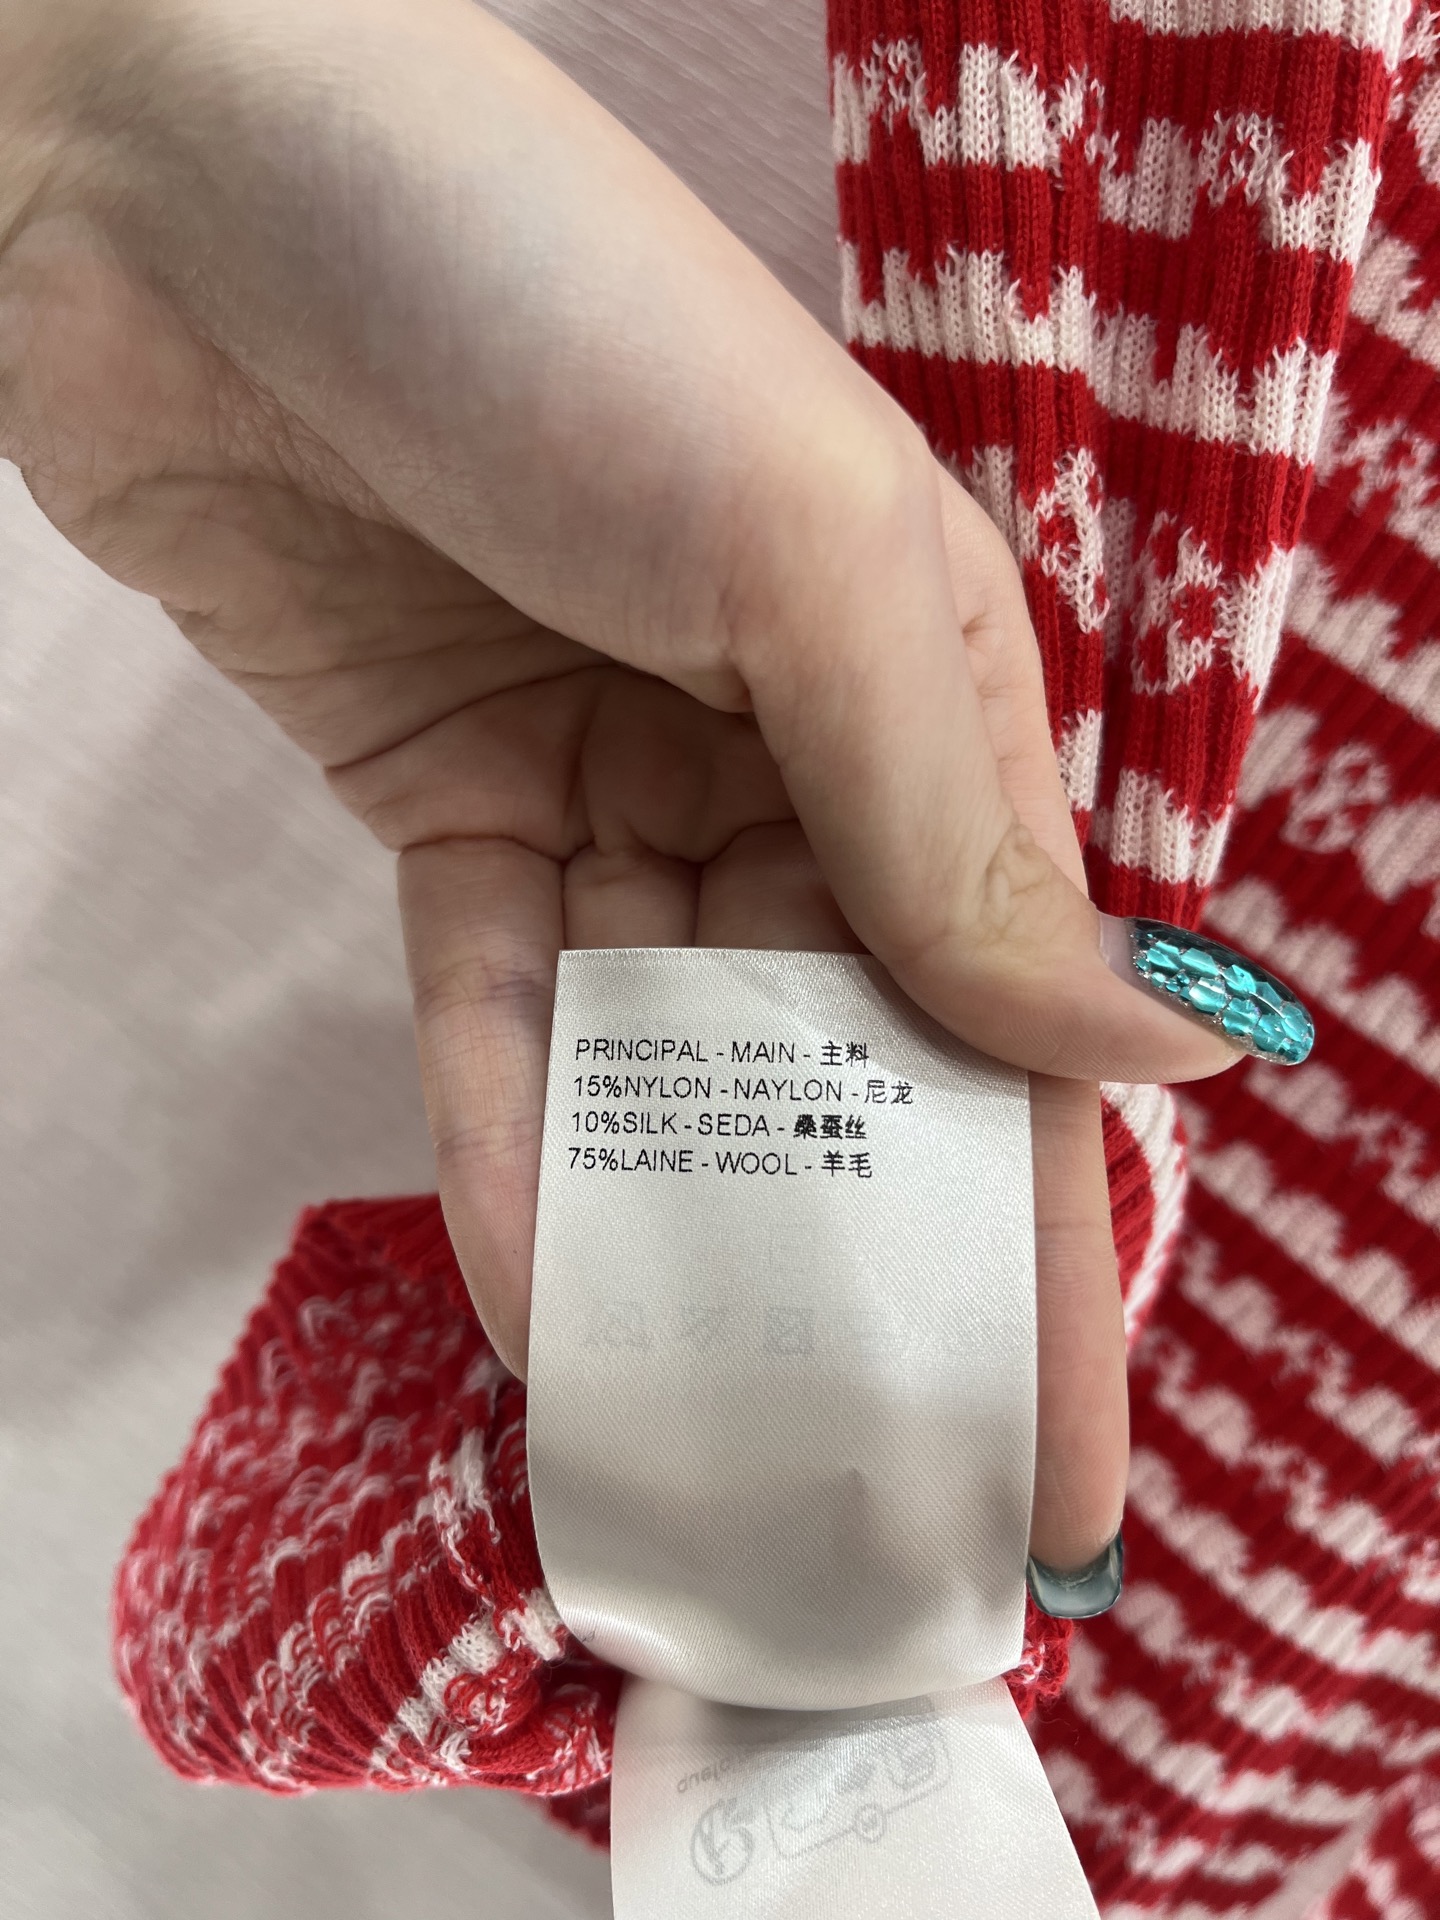 PRINCIPAL - MAIN - 主料
15%NYLON - NAYLON - 尼龙
10%SILK - SEDA - 桑蚕丝
75%LAINE - WOOL - 羊毛